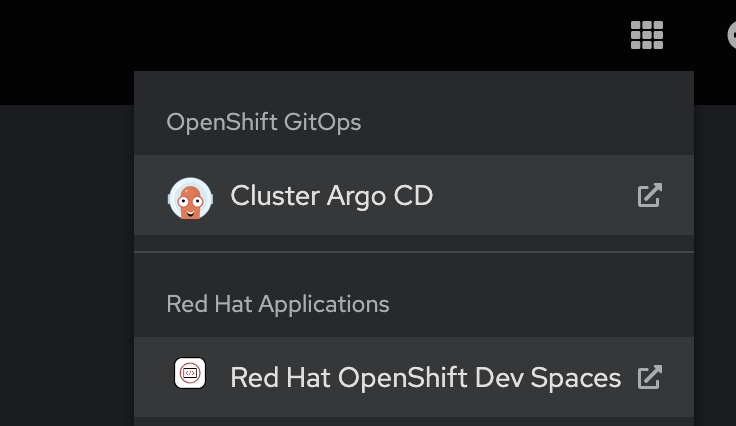 OpenShift GitOps
Cluster Argo CD
Red Hat Applications
Red Hat OpenShift Dev Spaces